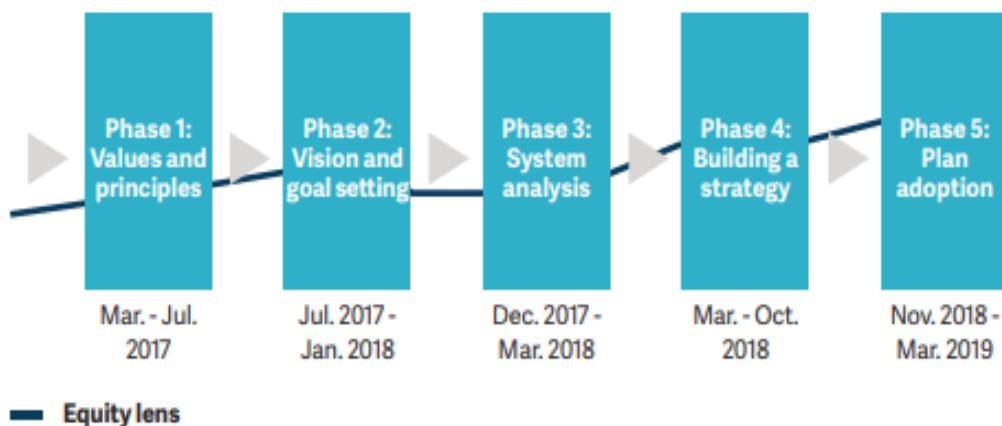 Phase 1:
Values and
principles
Phase 2:
Vision and
goal setting
Phase 3:
System
analysis
Phase 4:
Building a
strategy
Phase 5:
Plan
adoption
Mar. - Jul.
2017
Jul. 2017 -
Jan. 2018
Dec. 2017 -
Mar. 2018
Mar. - Oct.
2018
Nov. 2018 -
Mar. 2019
Equity lens